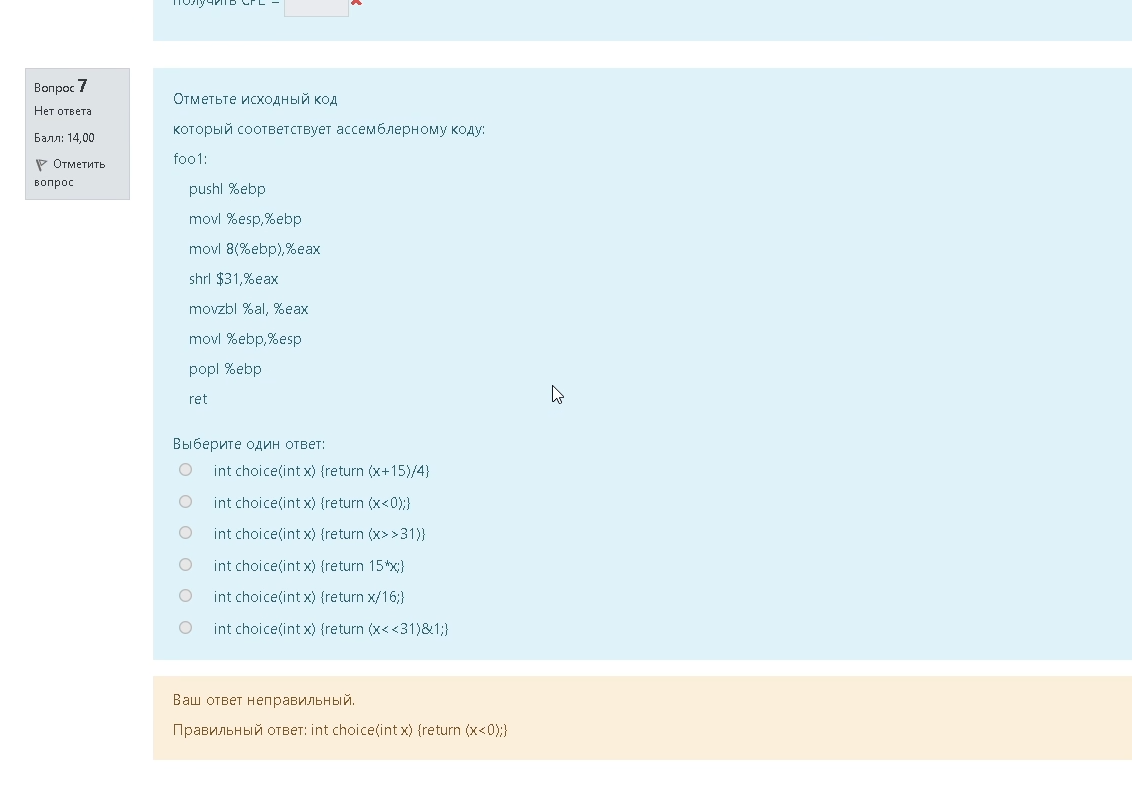 получить CPE =
Вопрос 7
Нет ответа
Балл: 14,00
Отметить
вопрос
Отметьте исходный код
который соответствует ассемблерному коду:
foo1:
pushl %ebp
movl %esp,%ebp
movl 8(%ebp),%eax
shrl $31,%eax
movzbl %al, %eax
movl %ebp,%esp
popl %ebp
ret
Выберите один ответ:
int choice(int x) {return (x+15)/4}
int choice(int x) {return (x<0);}
int choice(int x) {return (x>>31)}
int choice(int x) {return 15*x;}
int choice(int x) {return x/16;}
int choice(int x) {return (x<<31)&1;}
Ваш ответ неправильный.
Правильный ответ: int choice(int x) {return (x<0);}